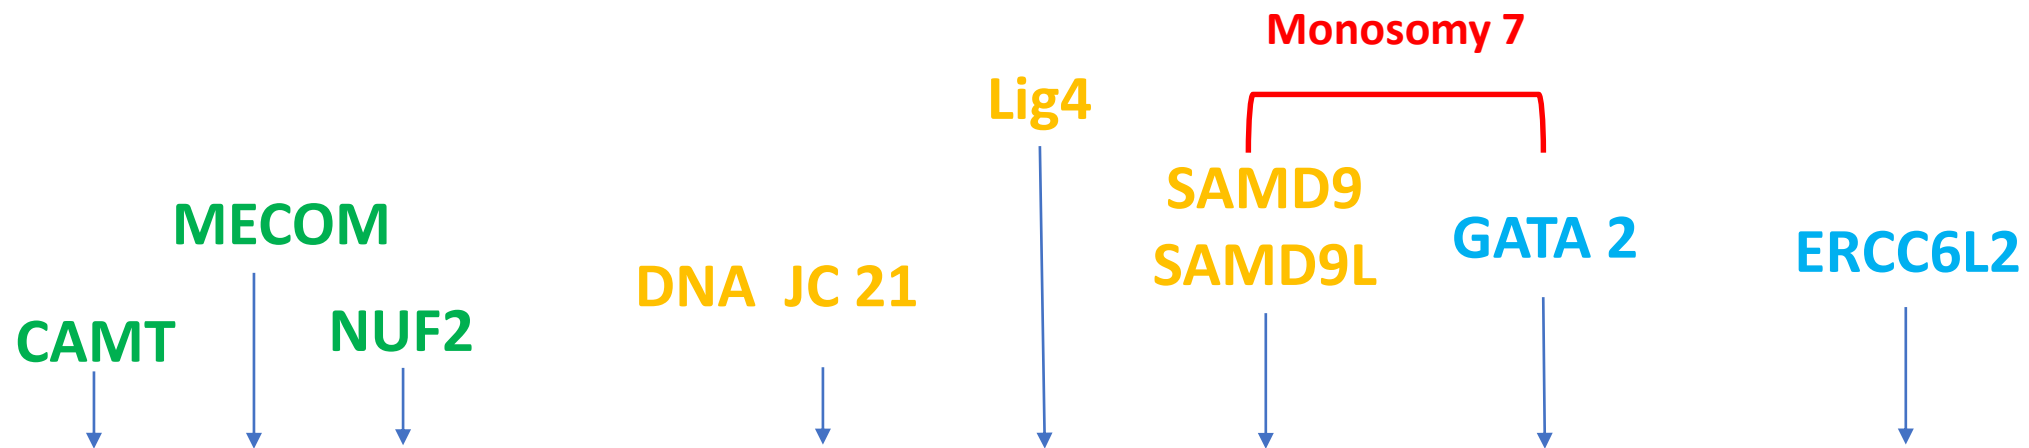 Monosomy 7
Lig4
SAMD9
SAMD9L
MECOM
GATA 2
ERCC6L2
DNA JC 21
NUF2
CAMT